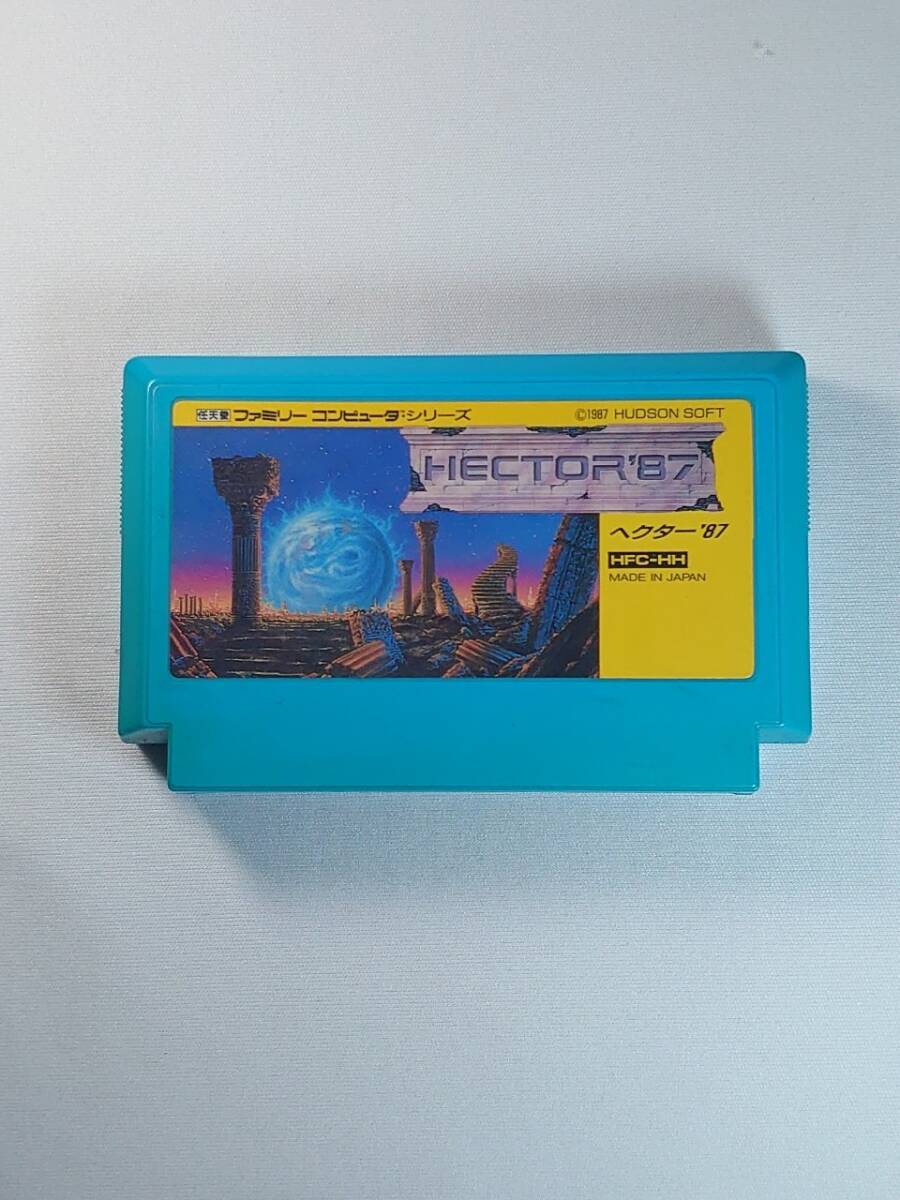 任天堂 ファミリー コンピュータ・シリーズ
©1987 HUDSON SOFT
HECTOR'87
ヘクター '87
HFC-HH
MADE IN JAPAN